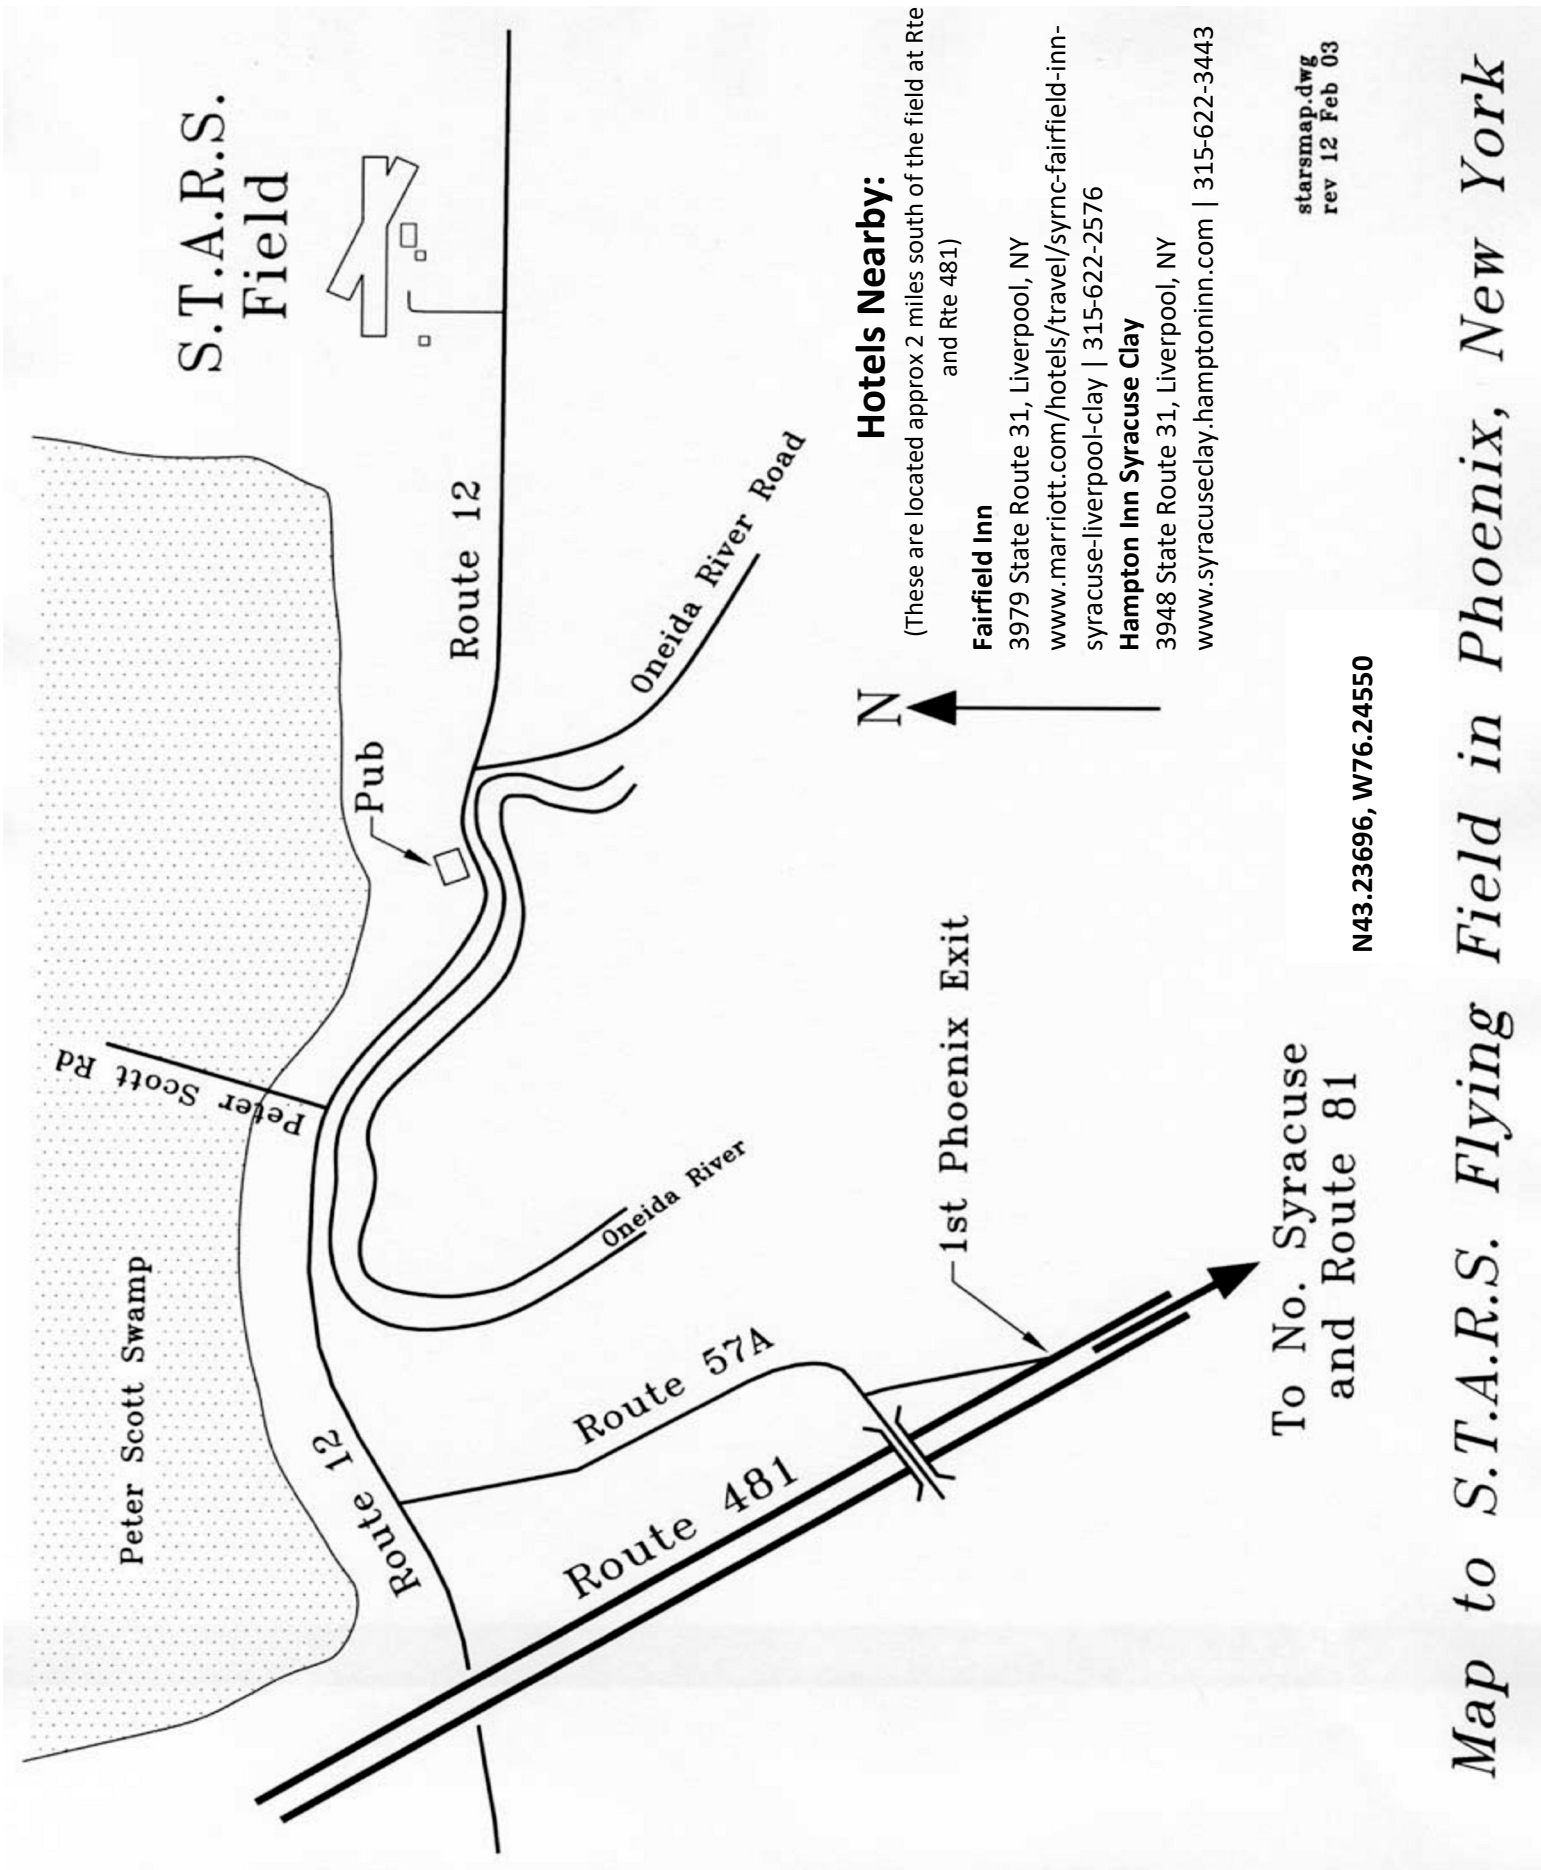 S.T.A.R.S.
Field
Peter Scott Swamp
Peter Scott Rd
Pub
Route 12
Route 12
Oneida River Road
Oneida River
Route 57A
Route 481
1st Phoenix Exit
To No. Syracuse
and Route 81
N
Hotels Nearby:
(These are located approx 2 miles south of the field at Rte
and Rte 481)
Fairfield Inn
3979 State Route 31, Liverpool, NY
www.marriott.com/hotels/travel/syrnc-fairfield-inn-
syracuse-liverpool-clay | 315-622-2576
Hampton Inn Syracuse Clay
3948 State Route 31, Liverpool, NY
www.syracuseclay.hamptoninn.com | 315-622-3443
N43.23696, W76.24550
starsmap.dwg
rev 12 Feb 03
Map to S.T.A.R.S. Flying Field in Phoenix, New York